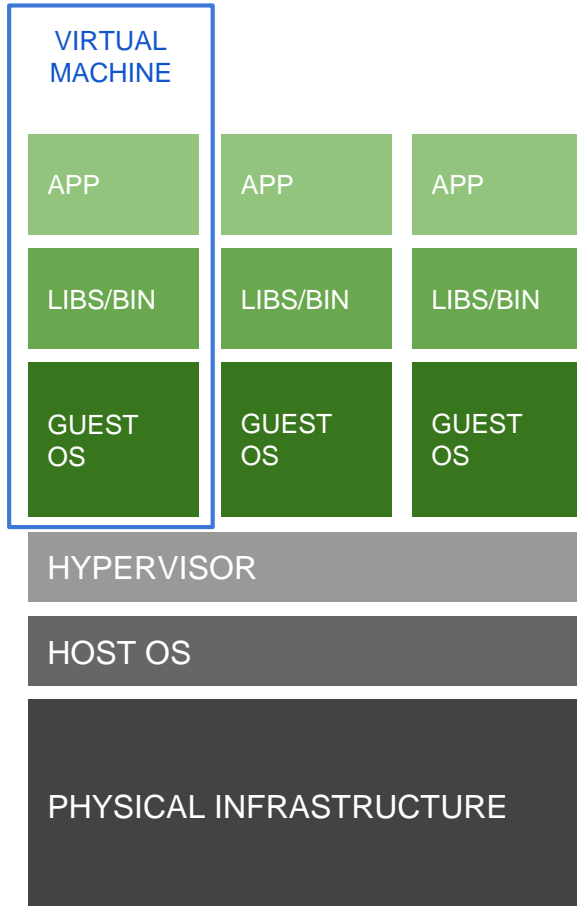 VIRTUAL
MACHINE
APP
APP
APP
LIBS/BIN
LIBS/BIN
LIBS/BIN
GUEST
OS
GUEST
OS
GUEST
OS
HYPERVISOR
HOST OS
PHYSICAL INFRASTRUCTURE